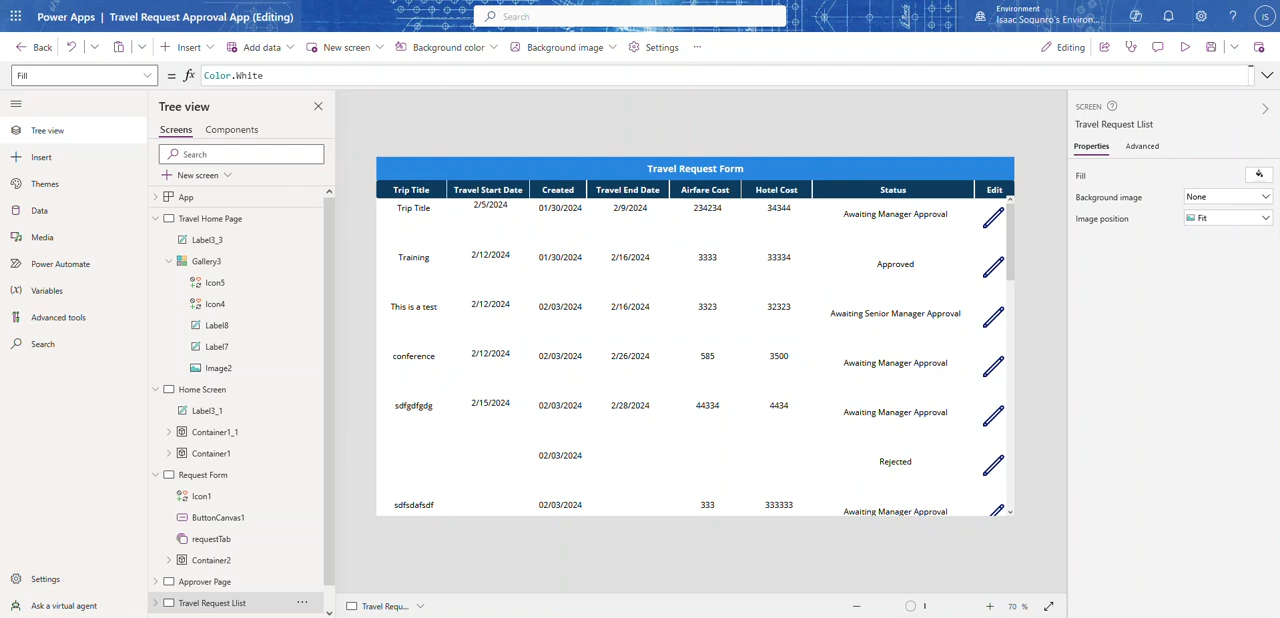 Power Apps | Travel Request Approval App (Editing)
Search
Environment
Isaac Soqunro's Environ...
IS
Back
Insert
Add data
New screen
Background color
Background image
Settings
...
Editing
Fill
= fx Color.White
Tree view
Insert
Themes
Data
Media
Power Automate
Variables
Advanced tools
Search
Settings
Ask a virtual agent
Tree view
Screens Components
Search
New screen
App
Travel Home Page
Label3_3
Gallery3
Icon5
Icon4
Label8
Label7
Image2
Home Screen
Label3_1
Container1_1
Container1
Request Form
Icon1
ButtonCanvas1
requestTab
Container2
Approver Page
Travel Request LIist ...
Travel Request Form
Trip Title Travel Start Date Created Travel End Date Airfare Cost Hotel Cost Status Edit
Trip Title 2/5/2024 01/30/2024 2/9/2024 234234 34344 Awaiting Manager Approval
Training 2/12/2024 01/30/2024 2/16/2024 3333 33334 Approved
This is a test 2/12/2024 02/03/2024 2/16/2024 3323 32323 Awaiting Senior Manager Approval
conference 2/12/2024 02/03/2024 2/26/2024 585 3500 Awaiting Manager Approval
sdfgdfgdg 2/15/2024 02/03/2024 2/28/2024 44334 4434 Awaiting Manager Approval
02/03/2024 Rejected
sdfsdafsdf 02/03/2024 333 333333 Awaiting Manager Approval
Travel Requ...
70 %
SCREEN
Travel Request LIist
Properties Advanced
Fill
Background image None
Image position Fit